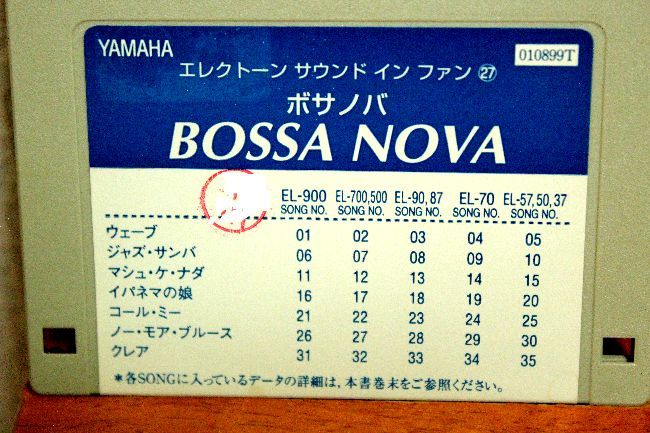 YAMAHA
010899T
エレクトーン サウンド イン ファン ㉗
ボサノバ
BOSSA NOVA
EL-900 EL-700,500 EL-90, 87 EL-70 EL-57, 50, 37
SONG NO. SONG NO. SONG NO. SONG NO. SONG NO.
ウェーブ 01 02 03 04 05
ジャズ・サンバ 06 07 08 09 10
マシュ・ケ・ナダ 11 12 13 14 15
イパネマの娘 16 17 18 19 20
コール・ミー 21 22 23 24 25
ノー・モア・ブルース 26 27 28 29 30
クレア 31 32 33 34 35
*各SONGに入っているデータの詳細は、本書巻末をご参照ください。